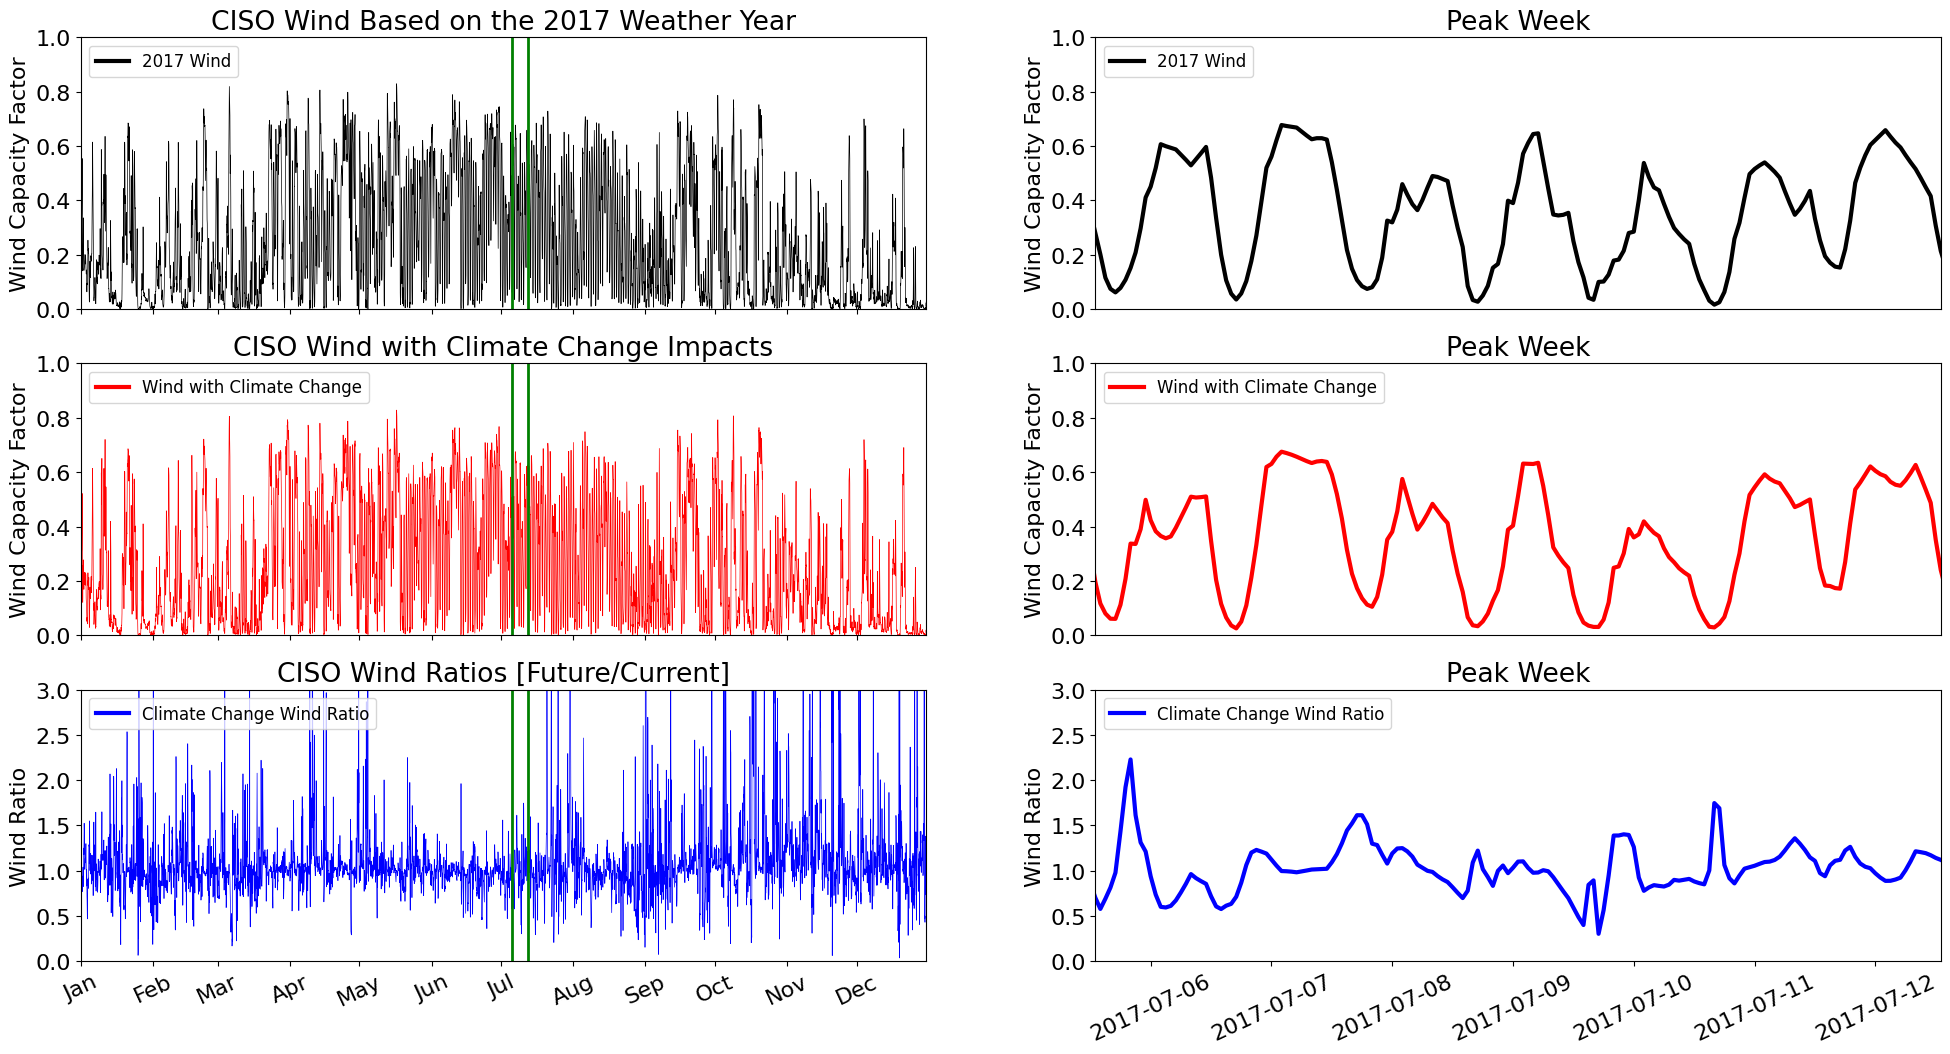 CISO Wind Based on the 2017 Weather Year
Wind Capacity Factor
1.0
0.8
0.6
0.4
0.2
0.0
2017 Wind
Peak Week
Wind Capacity Factor
1.0
0.8
0.6
0.4
0.2
0.0
2017 Wind
CISO Wind with Climate Change Impacts
Wind Capacity Factor
1.0
0.8
0.6
0.4
0.2
0.0
Wind with Climate Change
Peak Week
Wind Capacity Factor
1.0
0.8
0.6
0.4
0.2
0.0
Wind with Climate Change
CISO Wind Ratios [Future/Current]
Wind Ratio
3.0
2.5
2.0
1.5
1.0
0.5
0.0
Climate Change Wind Ratio
Jan Feb Mar Apr May Jun Jul Aug Sep Oct Nov Dec
Peak Week
Wind Ratio
3.0
2.5
2.0
1.5
1.0
0.5
0.0
Climate Change Wind Ratio
2017-07-06 2017-07-07 2017-07-08 2017-07-09 2017-07-10 2017-07-11 2017-07-12